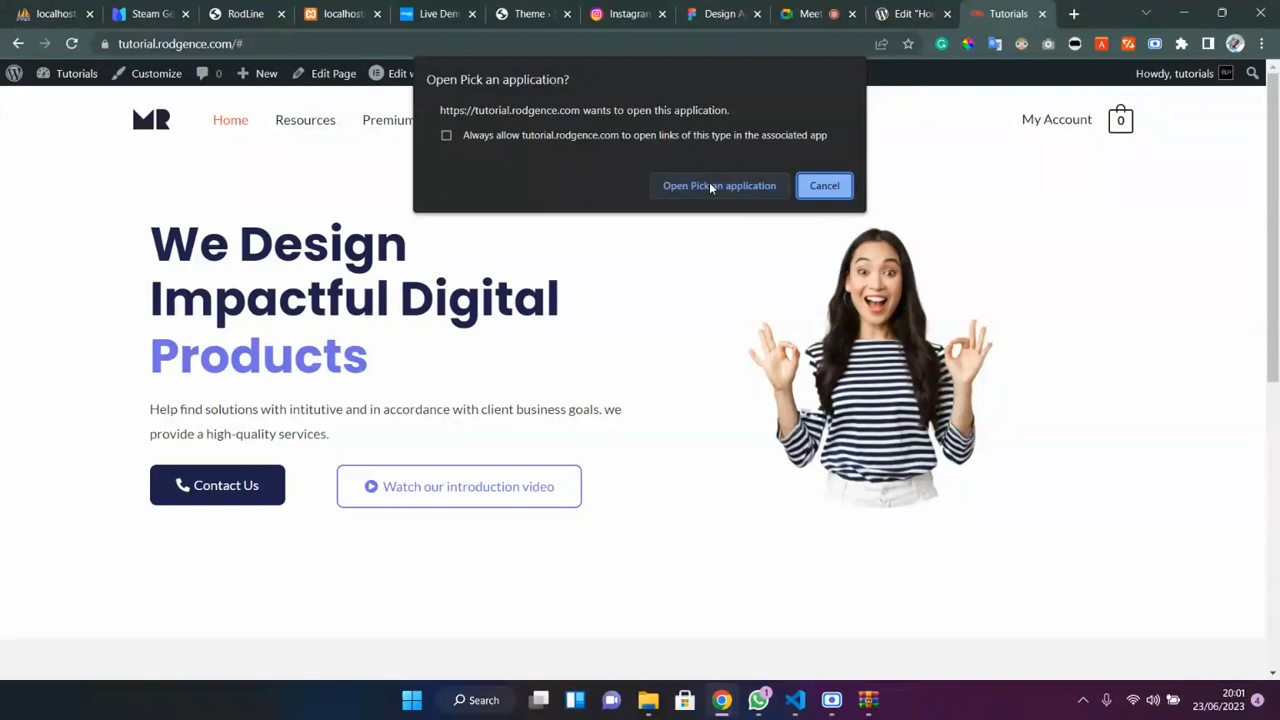 localhost
Steam Ge
RodLine
localhost
Live Demo
Theme ‹ S
Instagram
Design A
Meet
Edit "Ho
Tutorials
tutorial.rodgence.com/#
Tutorials
Customize
0
New
Edit Page
Edit w
Howdy, tutorials
Open Pick an application?
https://tutorial.rodgence.com wants to open this application.
Always allow tutorial.rodgence.com to open links of this type in the associated app
Open Pick an application
Cancel
MR
Home
Resources
Premium
My Account
0
We Design
Impactful Digital
Products
Help find solutions with intitutive and in accordance with client business goals. we
provide a high-quality services.
Contact Us
Watch our introduction video
Search
1
20:01
23/06/2023